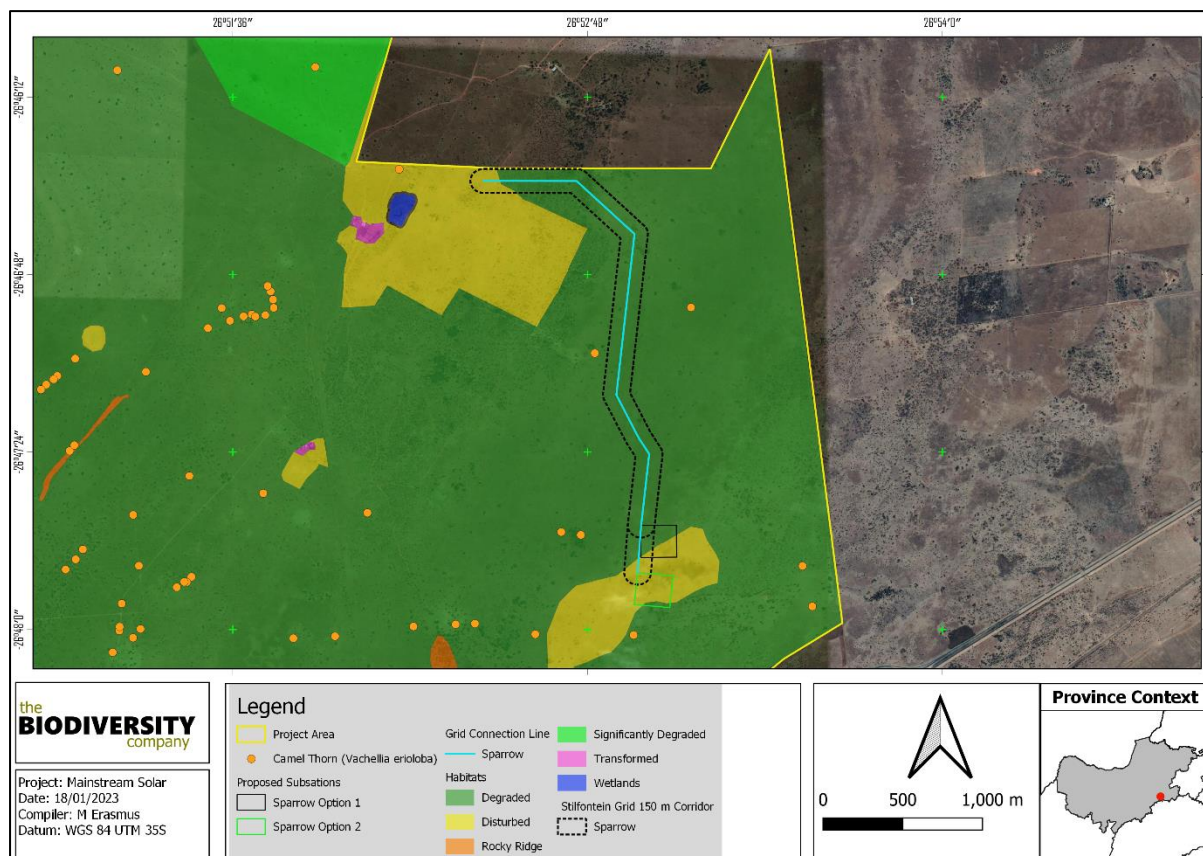 26°51'36" 26°52'48" 26°54'0"
-26°46'12"
-26°46'48"
-26°47'24"
-26°48'0"
the
BIODIVERSITY
company
Project: Mainstream Solar
Date: 18/01/2023
Compiler: M Erasmus
Datum: WGS 84 UTM 35S
Legend
Project Area
Camel Thorn (Vachellia erioloba)
Proposed Subsations
Sparrow Option 1
Sparrow Option 2
Grid Connection Line
Sparrow
Habitats
Degraded
Disturbed
Rocky Ridge
Significantly Degraded
Transformed
Wetlands
Stilfontein Grid 150 m Corridor
Sparrow
0 500 1,000 m
Province Context